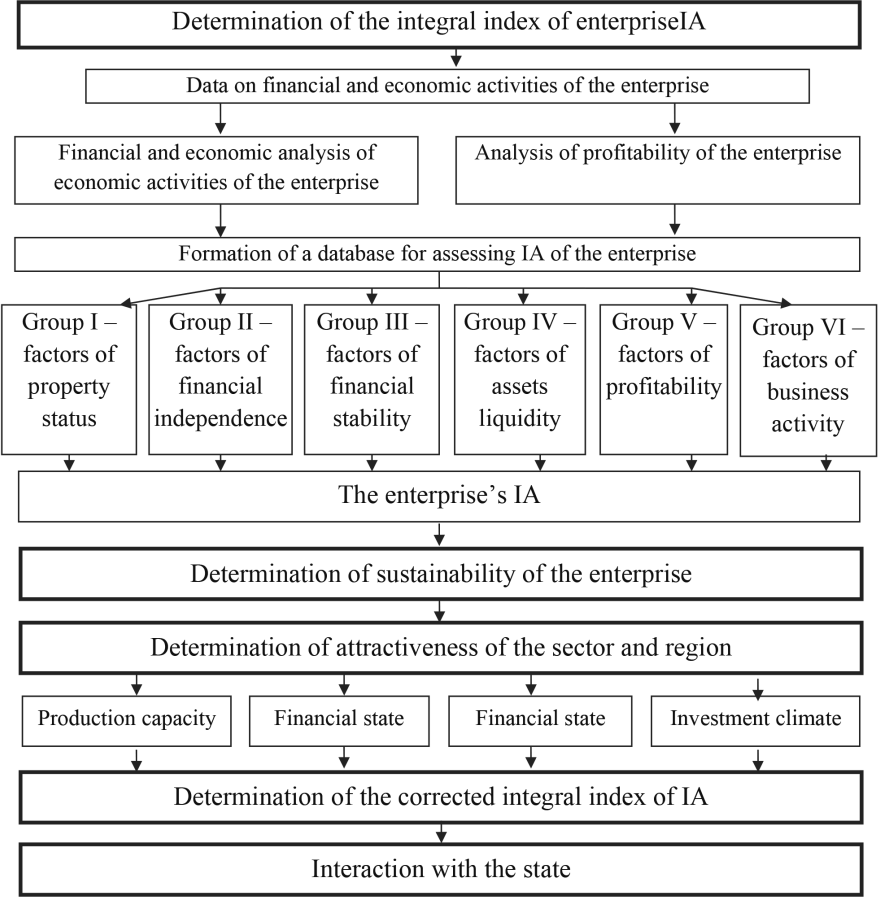 Determination of the integral index of enterpriseIA
Data on financial and economic activities of the enterprise
Financial and economic analysis of
economic activities of the enterprise
Analysis of profitability of the enterprise
Formation of a database for assessing IA of the enterprise
Group I –
factors of
property
status
Group II –
factors of
financial
independence
Group III –
factors of
financial
stability
Group IV –
factors of
assets
liquidity
Group V –
factors of
profitability
Group VI –
factors of
business
activity
The enterprise’s IA
Determination of sustainability of the enterprise
Determination of attractiveness of the sector and region
Production capacity
Financial state
Financial state
Investment climate
Determination of the corrected integral index of IA
Interaction with the state